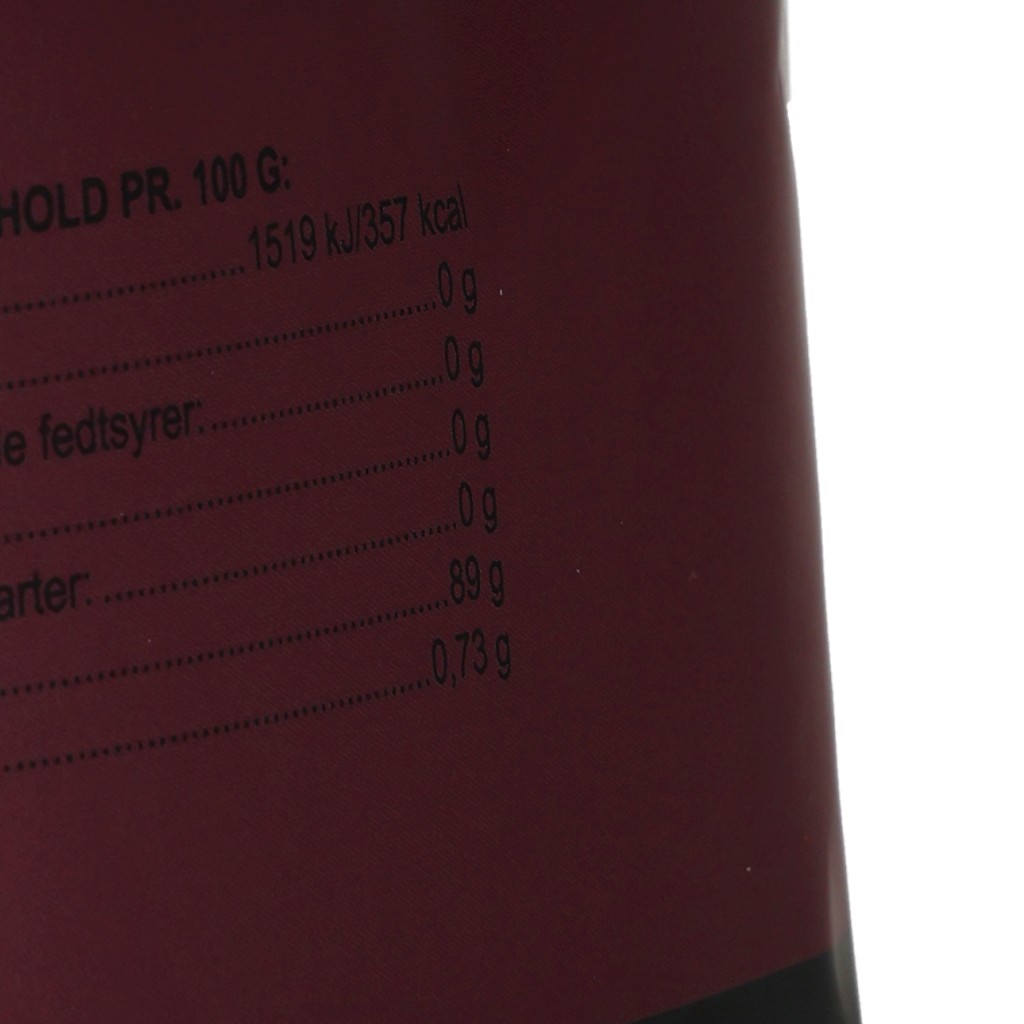 HOLD PR. 100 G:
1519 kJ/357 kcal
0 g
fedtsyrer: 0 g
0 g
0 g
arter: 89 g
0,73 g